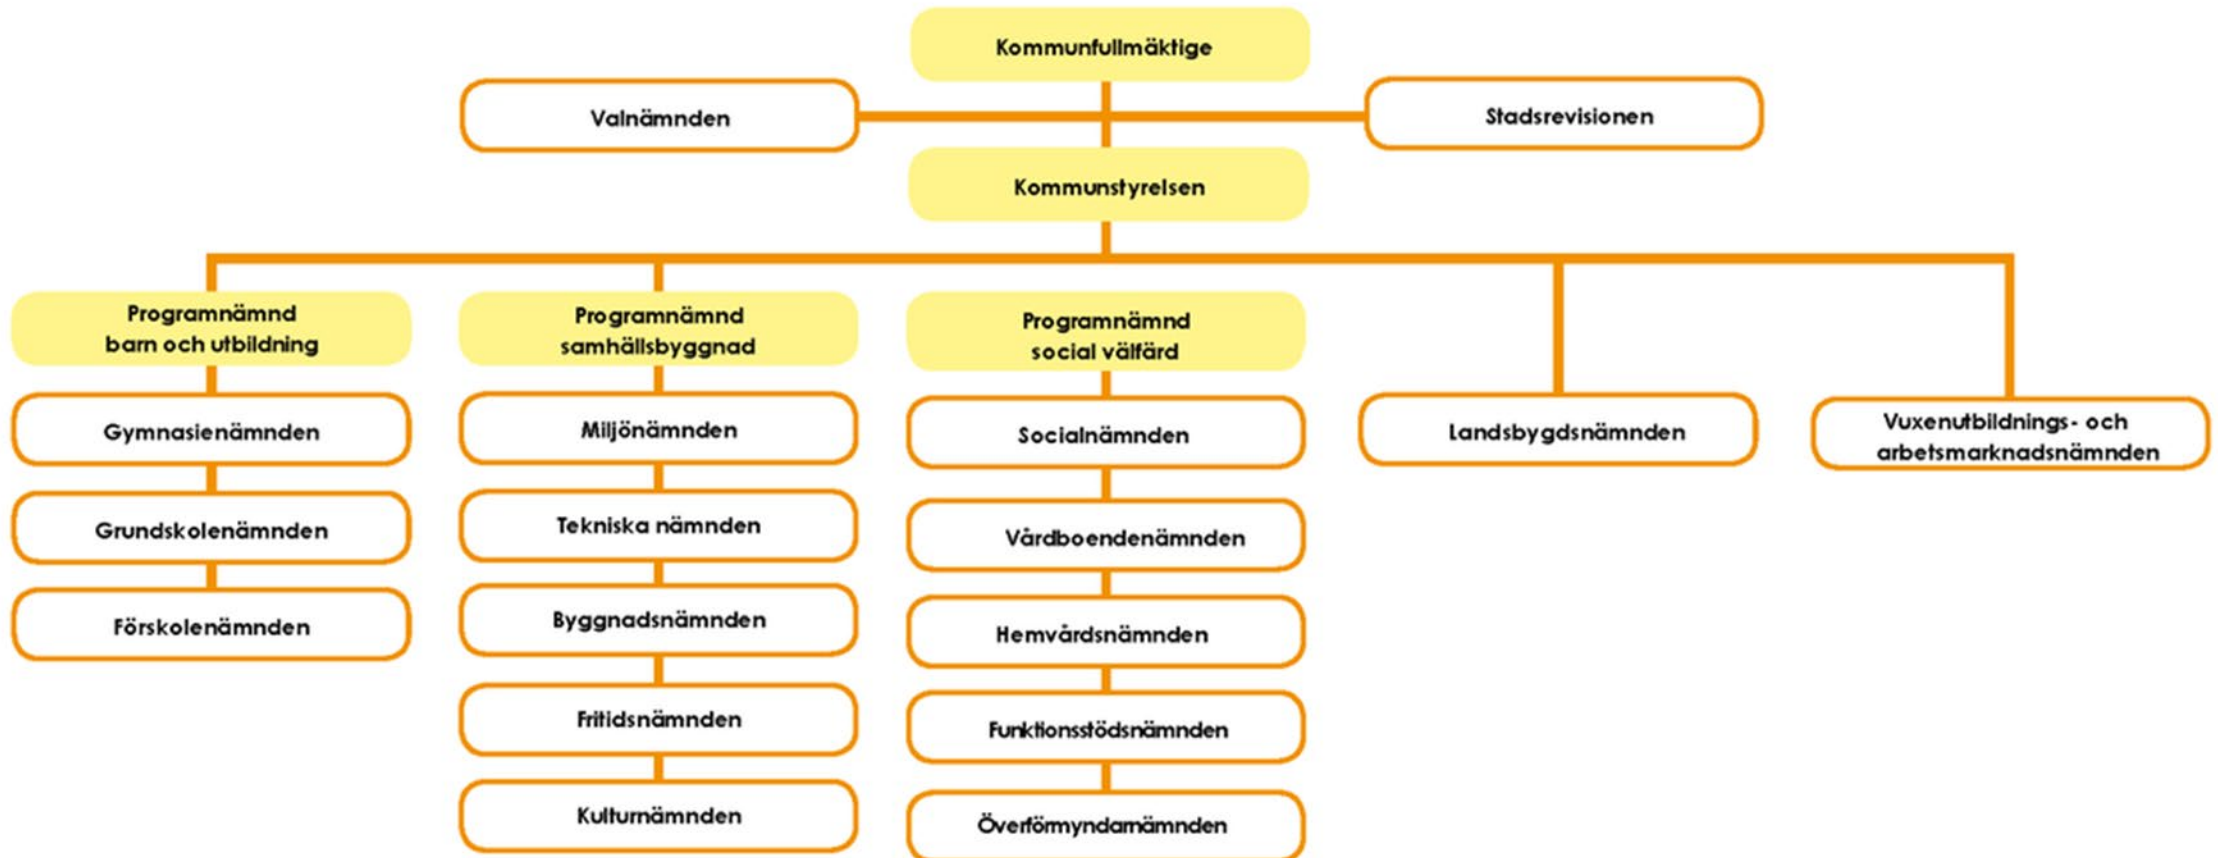 Kommunfullmäktige
Valnämnden
Stadsrevisionen
Kommunstyrelsen
Programnämnd
barn och utbildning
Gymnasienämnden
Grundskolenämnden
Förskolenämnden
Programnämnd
samhällsbyggnad
Miljönämnden
Tekniska nämnden
Byggnadsnämnden
Fritidsnämnden
Kulturnämnden
Programnämnd
social välfärd
Socialnämnden
Vårdboendenämnden
Hemvårdsnämnden
Funktionsstödsnämnden
Överförmyndarnämnden
Landsbygdsnämnden
Vuxenutbildnings- och
arbetsmarknadsnämnden